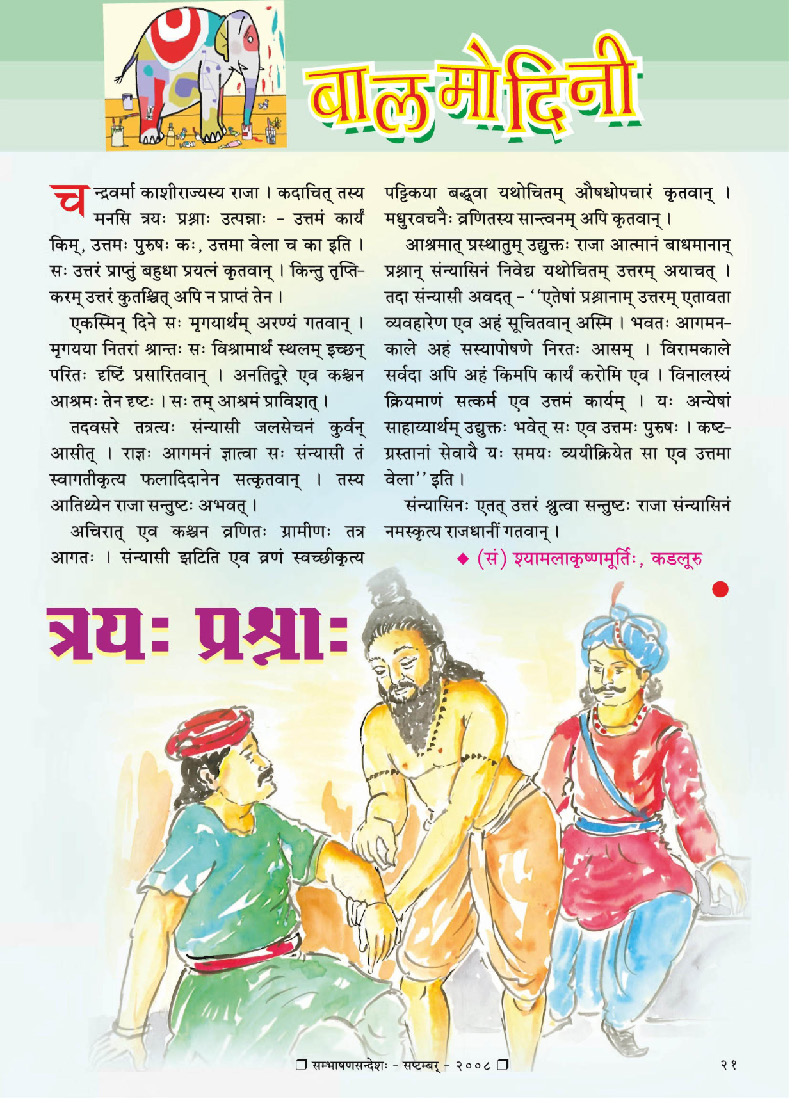 बालमोदिनी
चन्द्रवर्मा काशीराज्यस्य राजा । कदाचित् तस्य
मनसि त्रयः प्रश्नाः उत्पन्नाः - उत्तमं कार्यं
किम्, उत्तमः पुरुषः कः, उत्तमा वेला च का इति ।
सः उत्तरं प्राप्तुं बहुधा प्रयत्नं कृतवान् । किन्तु तृप्ति-
करम् उत्तरं कुतश्चित् अपि न प्राप्तं तेन ।
एकस्मिन् दिने सः मृगयार्थम् अरण्यं गतवान् ।
मृगयया नितरां श्रान्तः सः विश्रामार्थं स्थलम् इच्छन्
परितः दृष्टिं प्रसारितवान् । अनतिदूरे एव कश्चन
आश्रमः तेन दृष्टः । सः तम् आश्रमं प्राविशत् ।
तदवसरे तत्रत्यः संन्यासी जलसेचनं कुर्वन्
आसीत् । राज्ञः आगमनं ज्ञात्वा सः संन्यासी तं
स्वागतीकृत्य फलादिदानेन सत्कृतवान् । तस्य
आतिथ्येन राजा सन्तुष्टः अभवत् ।
अचिरात् एव कश्चन व्रणितः ग्रामीणः तत्र
आगतः । संन्यासी झटिति एव व्रणं स्वच्छीकृत्य
पट्टिकया बद्ध्वा यथोचितम् औषधोपचारं कृतवान् ।
मधुरवचनैः व्रणितस्य सान्त्वनम् अपि कृतवान् ।
आश्रमात् प्रस्थातुम् उद्युक्तः राजा आत्मानं बाधमानान्
प्रश्नान् संन्यासिनं निवेद्य यथोचितम् उत्तरम् अयाचत् ।
तदा संन्यासी अवदत् - ‘‘एतेषां प्रश्नानाम् उत्तरम् एतावता
व्यवहारेण एव अहं सूचितवान् अस्मि । भवतः आगमन-
काले अहं सस्यपोषणे निरतः आसम् । विरामकाले
सर्वदा अपि अहं किमपि कार्यं करोमि एव । विनालस्यं
क्रियमाणं सत्कर्म एव उत्तमं कार्यम् । यः अन्येषां
साहाय्यार्थम् उद्युक्तः भवेत् सः एव उत्तमः पुरुषः । कष्ट-
ग्रस्तानां सेवायै यः समयः व्ययीक्रियेत सा एव उत्तमा
वेला’’ इति ।
संन्यासिनः एतत् उत्तरं श्रुत्वा सन्तुष्टः राजा संन्यासिनं
नमस्कृत्य राजधानीं गतवान् ।
◆ (सं) श्यामलाकृष्णमूर्तिः, कडलूरु
त्रयः प्रश्नाः
❐ सम्भाषणसन्देशः - सप्टम्बर् - २००८ ❐
२१